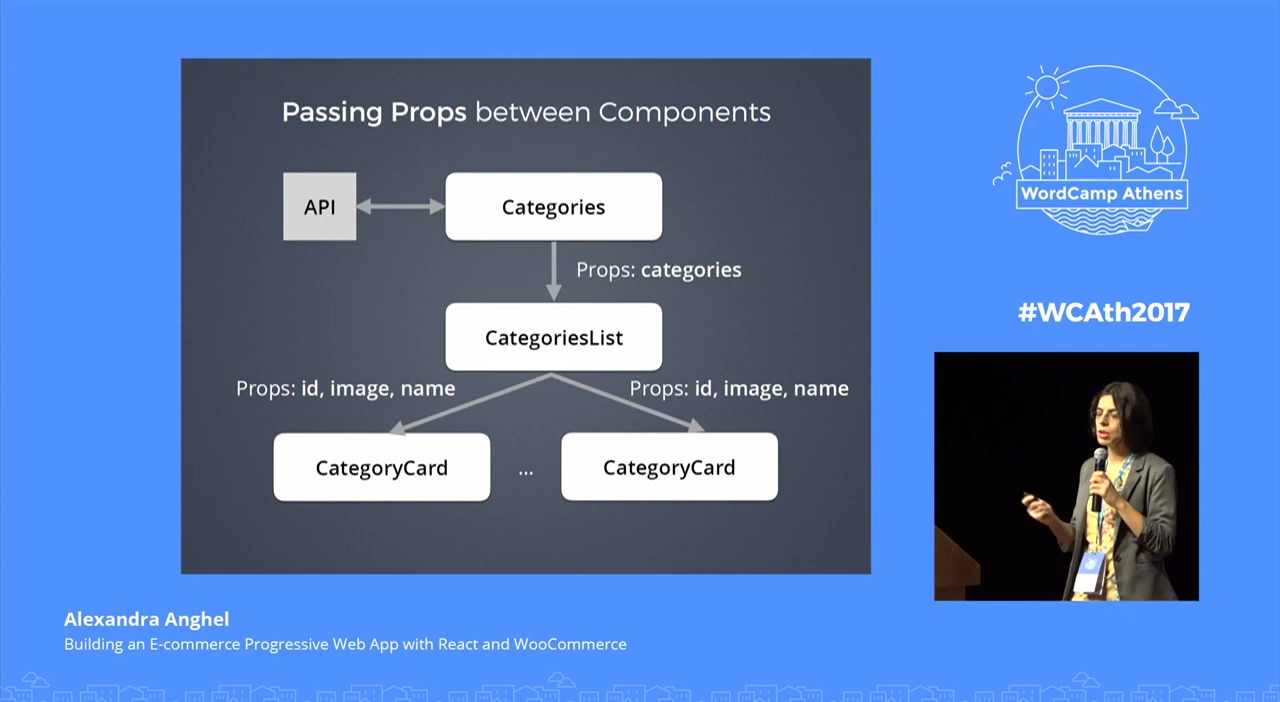 Passing Props between Components
API
Categories
Props: categories
CategoriesList
Props: id, image, name
Props: id, image, name
CategoryCard
...
CategoryCard
WordCamp Athens
#WCAth2017
Alexandra Anghel
Building an E-commerce Progressive Web App with React and WooCommerce